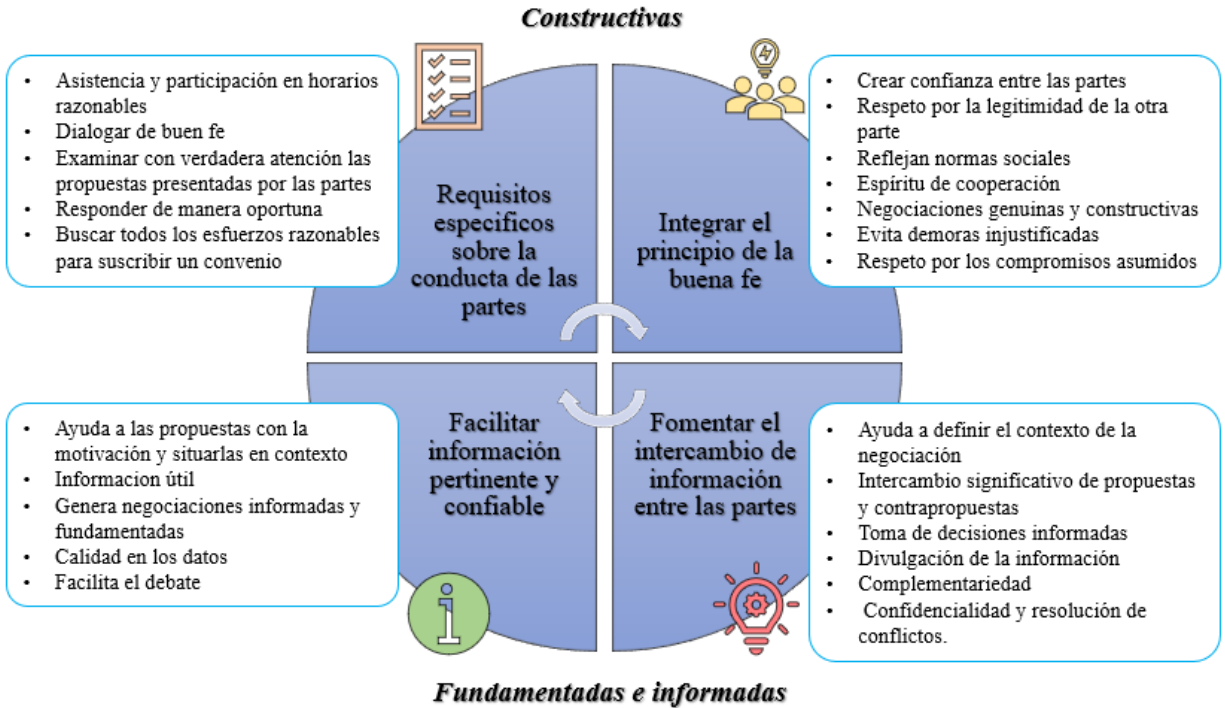 Constructivas
• Asistencia y participación en horarios
razonables
• Dialogar de buen fe
• Examinar con verdadera atención las
propuestas presentadas por las partes
• Responder de manera oportuna
• Buscar todos los esfuerzos razonables
para suscribir un convenio
Requisitos
especificos
sobre la
conducta de las
partes
Integrar el
principio de la
buena fe
• Crear confianza entre las partes
• Respeto por la legitimidad de la otra
parte
• Reflejan normas sociales
• Espíritu de cooperación
• Negociaciones genuinas y constructivas
• Evita demoras injustificadas
• Respeto por los compromisos asumidos
• Ayuda a las propuestas con la
motivación y situarlas en contexto
• Informacion útil
• Genera negociaciones informadas y
fundamentadas
• Calidad en los datos
• Facilita el debate
Facilitar
información
pertinente y
confiable
Fomentar el
intercambio de
información
entre las partes
• Ayuda a definir el contexto de la
negociación
• Intercambio significativo de propuestas
y contrapropuestas
• Toma de decisiones informadas
• Divulgación de la información
• Complementariedad
• Confidencialidad y resolución de
conflictos.
Fundamentadas e informadas